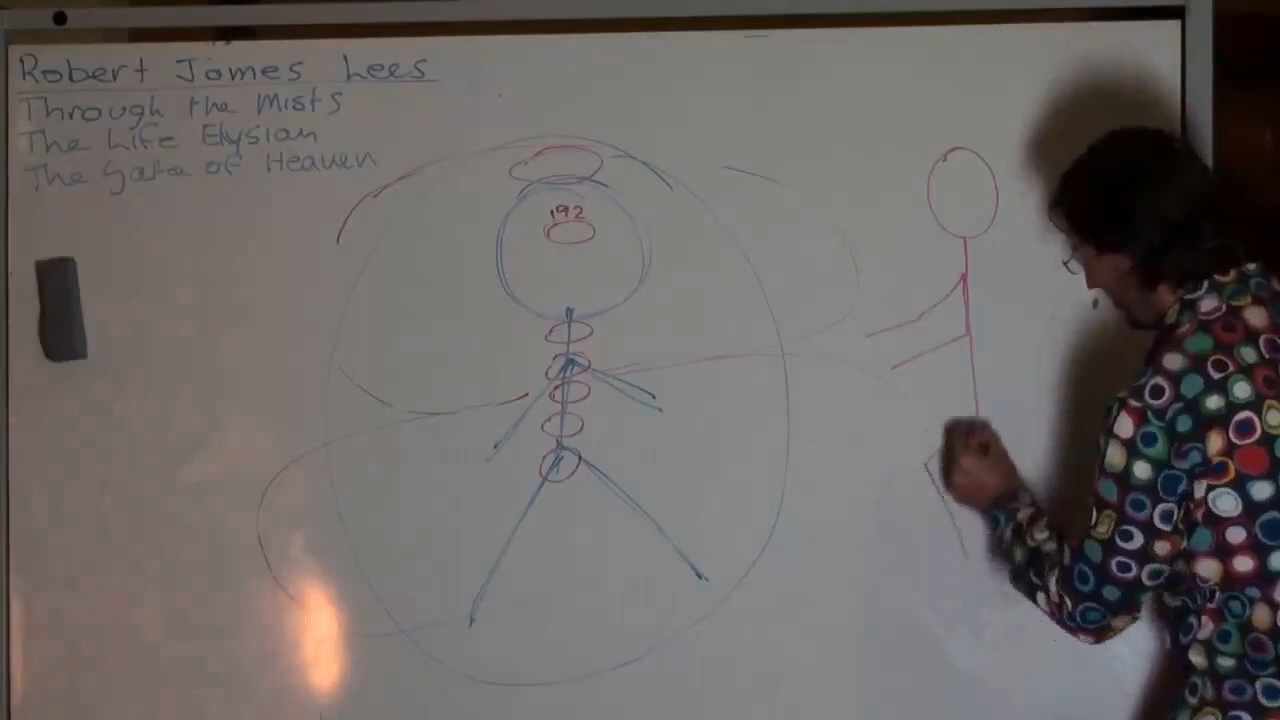 Robert James Lees
Through the Mists
The Life Elysian
The Gate of Heaven
192